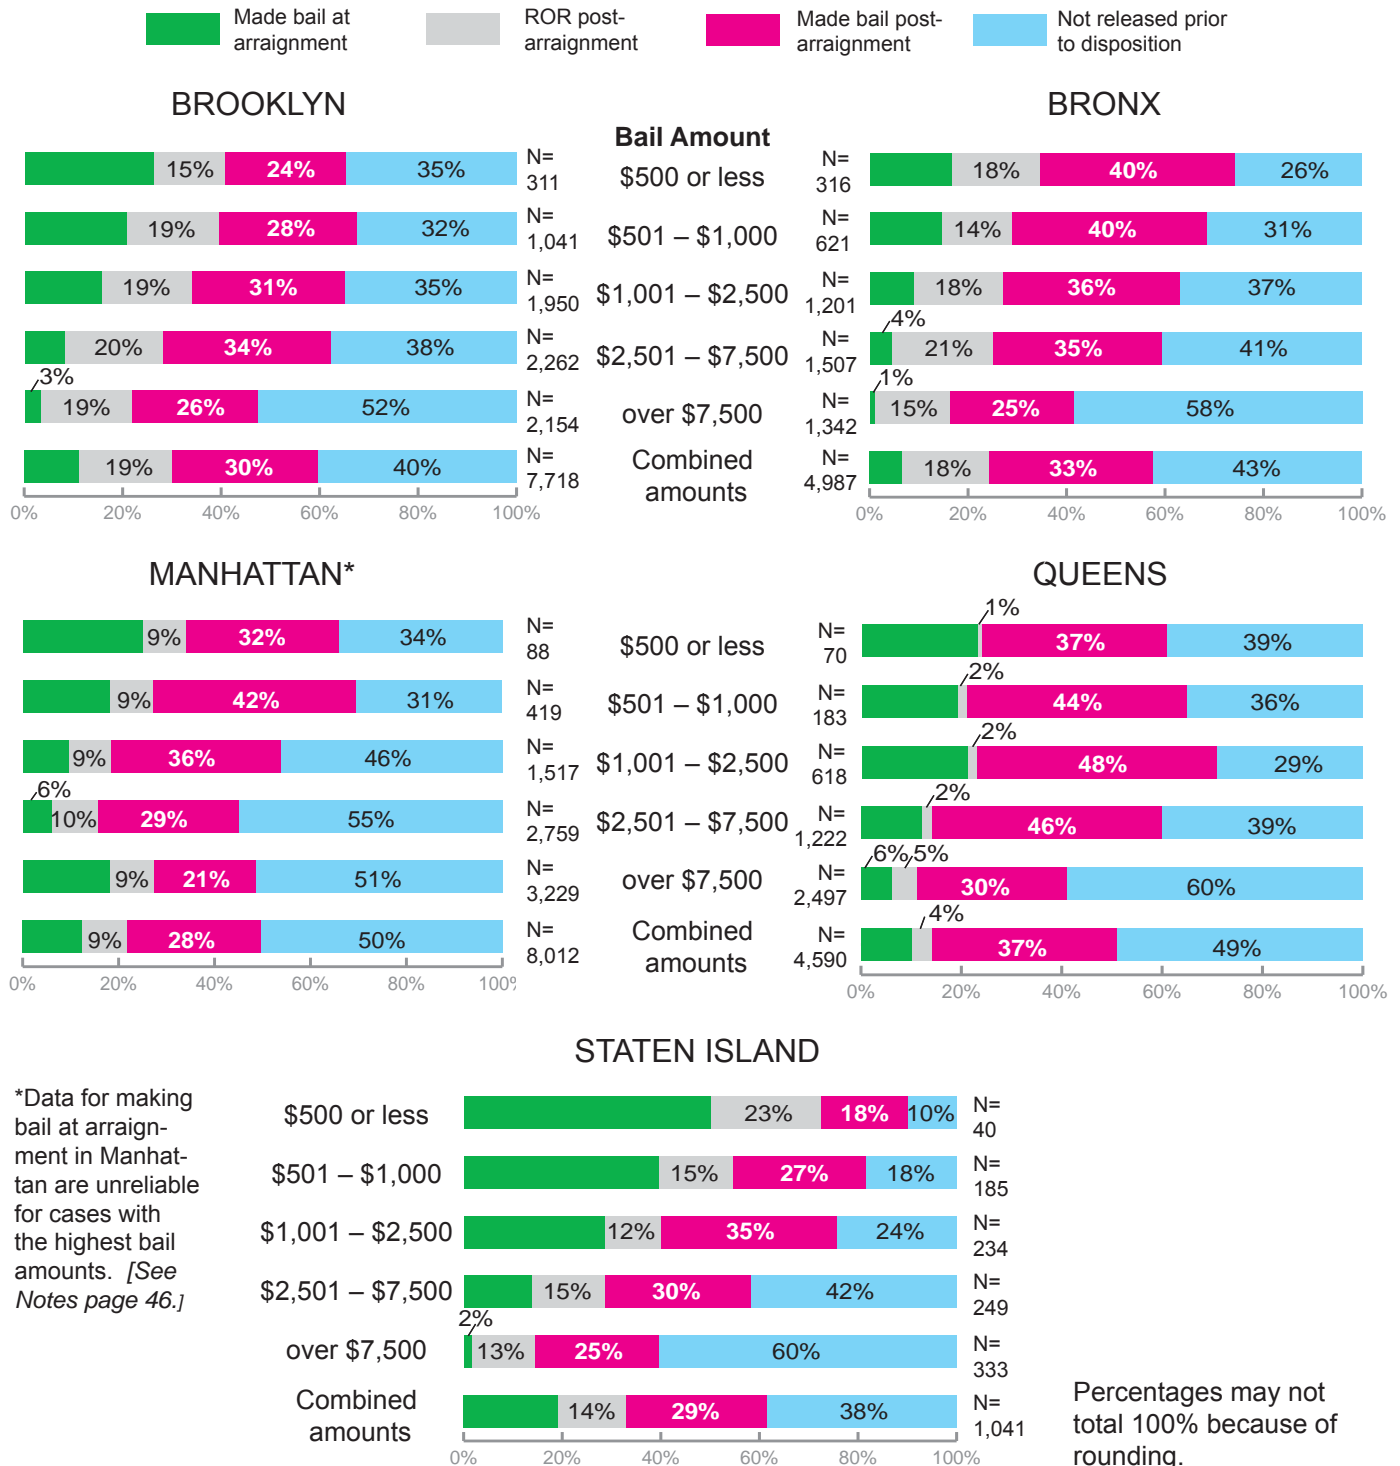 Made bail at
arraignment
ROR post-
arraignment
Made bail post-
arraignment
Not released prior
to disposition
BROOKLYN
BRONX
Bail Amount
15% 24% 35%
N=
311
$500 or less
N=
316
18% 40% 26%
19% 28% 32%
N=
1,041
$501 – $1,000
N=
621
14% 40% 31%
19% 31% 35%
N=
1,950
$1,001 – $2,500
N=
1,201
18% 36% 37%
20% 34% 38%
N=
2,262
$2,501 – $7,500
N=
1,507
4%
21% 35% 41%
3%
19% 26% 52%
N=
2,154
over $7,500
N=
1,342
1%
15% 25% 58%
19% 30% 40%
N=
7,718
Combined
amounts
N=
4,987
18% 33% 43%
0% 20% 40% 60% 80% 100%
0% 20% 40% 60% 80% 100%
MANHATTAN*
QUEENS
9% 32% 34%
N=
88
$500 or less
N=
70
1%
37% 39%
9% 42% 31%
N=
419
$501 – $1,000
N=
183
2%
44% 36%
9% 36% 46%
N=
1,517
$1,001 – $2,500
N=
618
2%
48% 29%
6%
10% 29% 55%
N=
2,759
$2,501 – $7,500
N=
1,222
2%
46% 39%
9% 21% 51%
N=
3,229
over $7,500
N=
2,497
6% 5%
30% 60%
9% 28% 50%
N=
8,012
Combined
amounts
N=
4,590
4%
37% 49%
0% 20% 40% 60% 80% 100%
0% 20% 40% 60% 80% 100%
STATEN ISLAND
*Data for making
bail at arraign-
ment in Manhat-
tan are unreliable
for cases with
the highest bail
amounts. [See
Notes page 46.]
$500 or less
23% 18% 10%
N=
40
$501 – $1,000
15% 27% 18%
N=
185
$1,001 – $2,500
12% 35% 24%
N=
234
$2,501 – $7,500
15% 30% 42%
N=
249
2%
over $7,500
13% 25% 60%
N=
333
Combined
amounts
14% 29% 38%
N=
1,041
0% 20% 40% 60% 80% 100%
Percentages may not
total 100% because of
rounding.